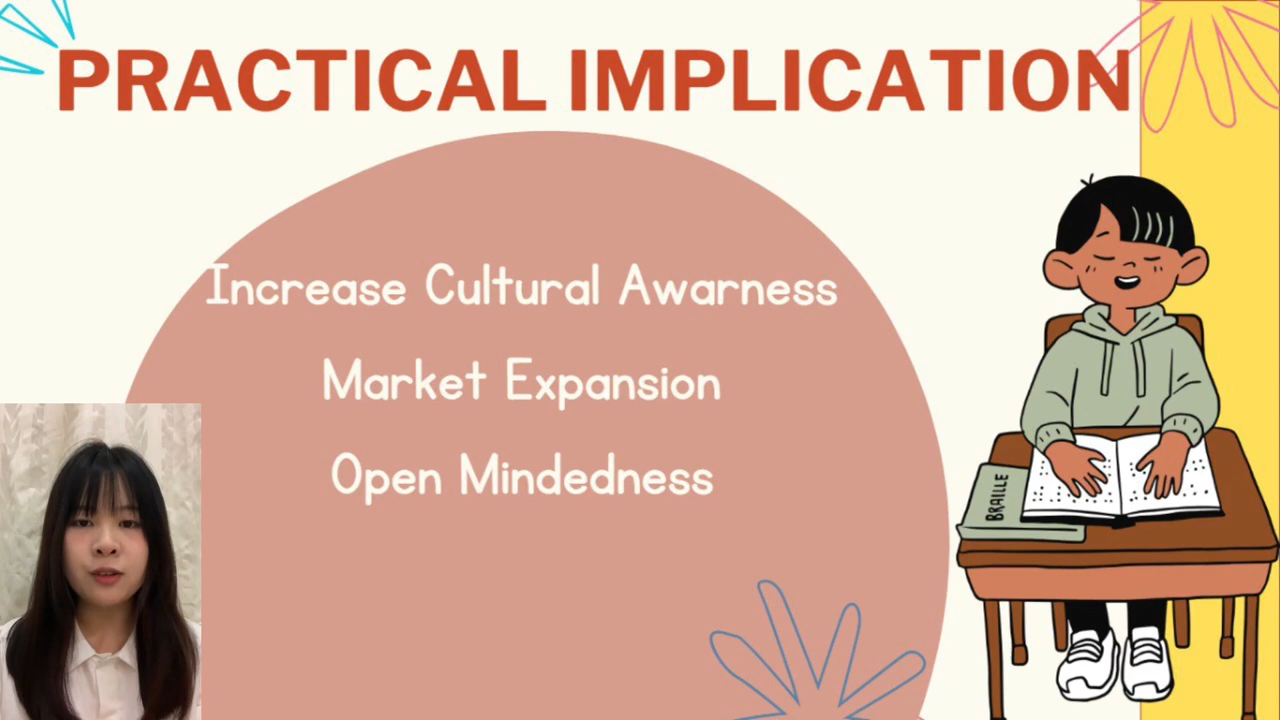 PRACTICAL IMPLICATION
Increase Cultural Awarness
Market Expansion
Open Mindedness
BRAILLE